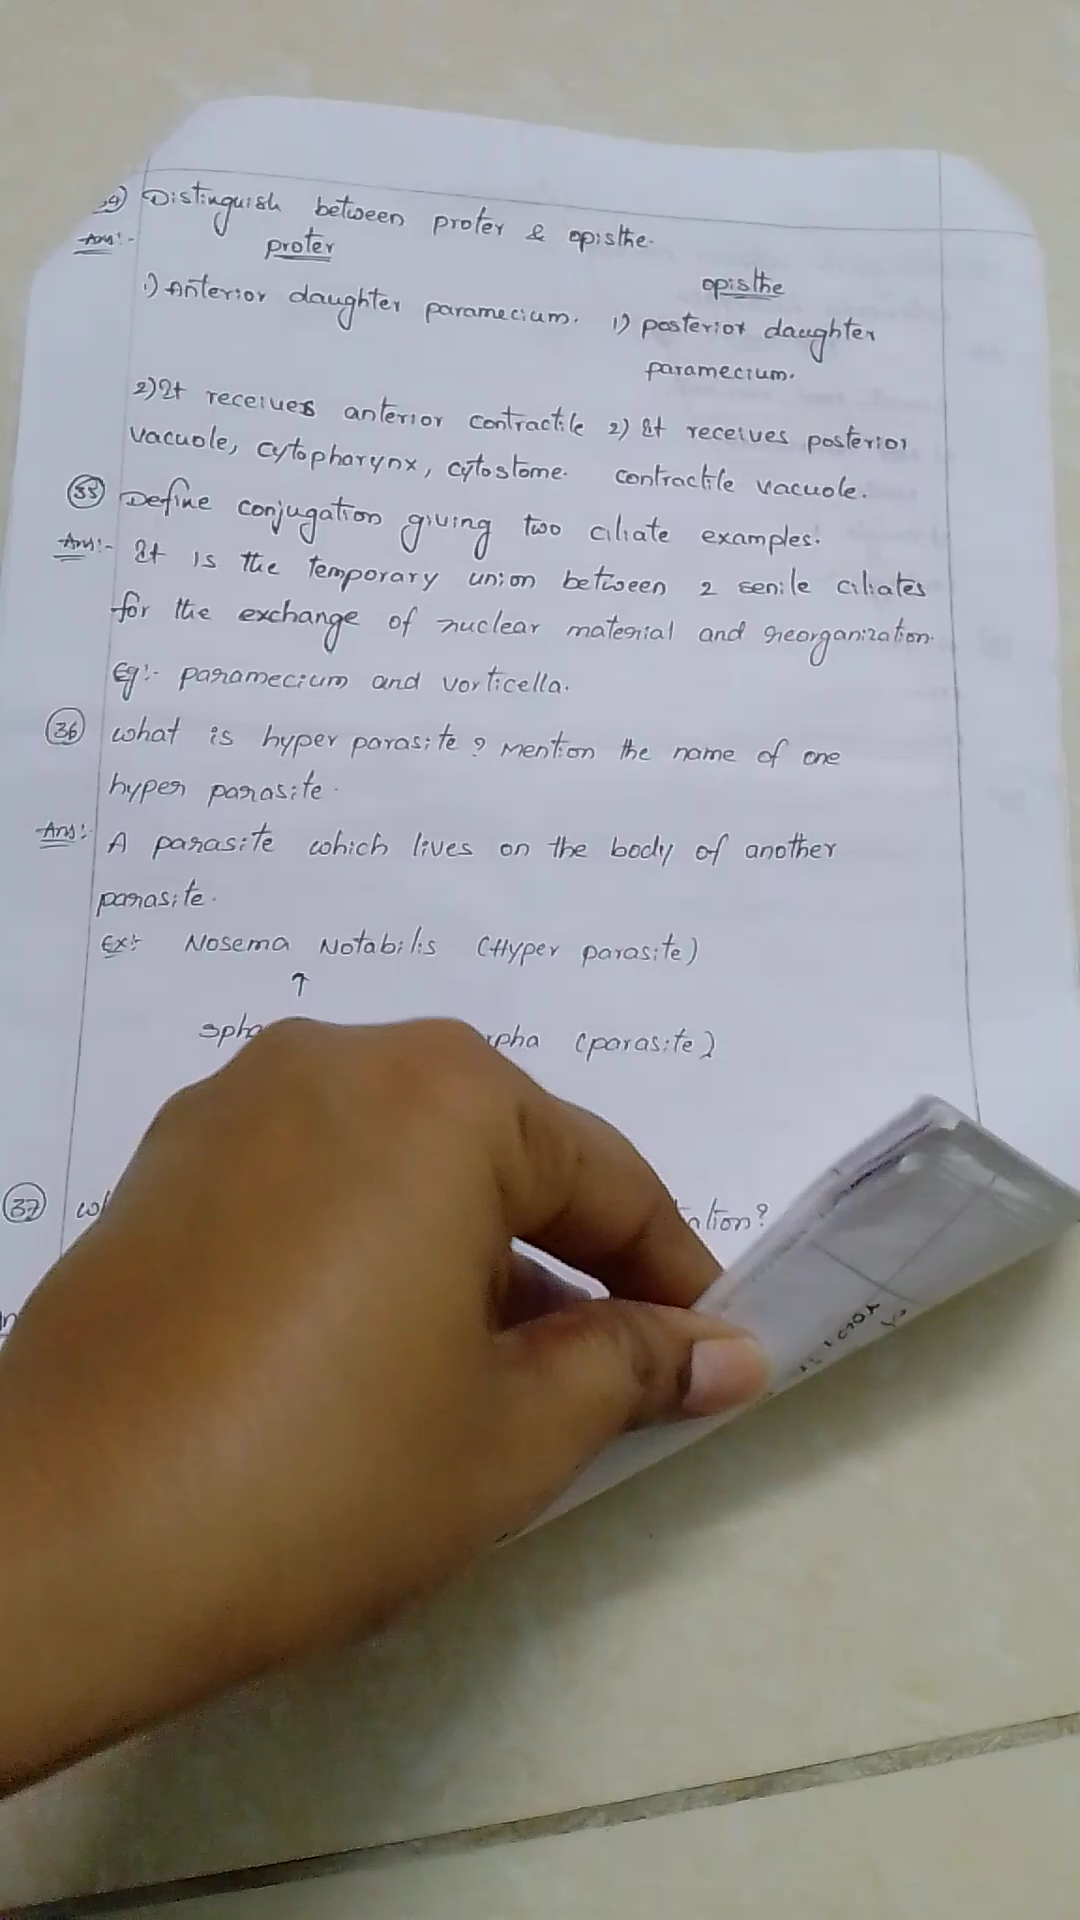 Distinguish between proter & opisthe.
Ans:-
proter
opisthe
1) Anterior daughter paramecium. 1) posterior daughter
paramecium.
2) It receives anterior contractile 2) It receives posterior
vacuole, cytopharynx, cytostome. contractile vacuole.
35 Define conjugation giving two ciliate examples.
Ans:- It is the temporary union between 2 senile ciliates
for the exchange of nuclear material and reorganization.
Eg:- paramecium and vorticella.
36 what is hyper parasite? Mention the name of one
hyper parasite.
Ans:- A parasite which lives on the body of another
parasite.
Ex:- Nosema Notabilis (Hyper parasite)
↑
(parasite)
37